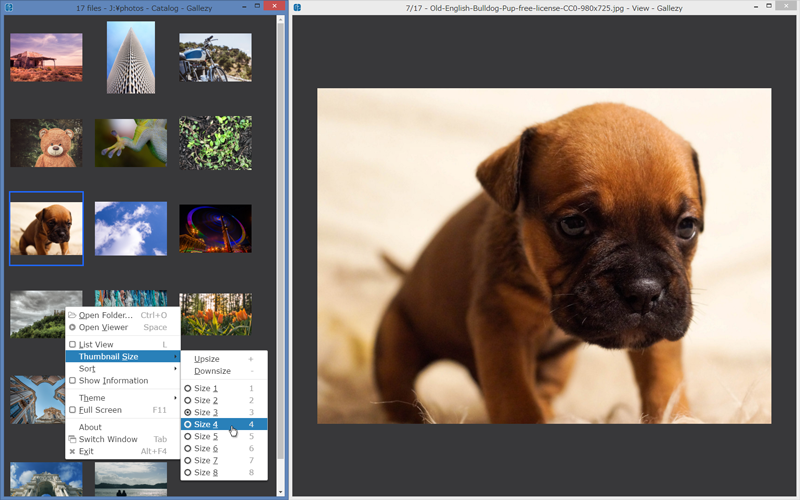 17 files - J:¥photos - Catalog - Gallezy
7/17 - Old-English-Bulldog-Pup-free-license-CC0-980x725.jpg - View - Gallezy
Open Folder... Ctrl+O
Open Viewer Space
List View L
Thumbnail Size
Sort
Show Information
Theme
Full Screen F11
About
Switch Window Tab
Exit Alt+F4
Upsize +
Downsize -
Size 1 1
Size 2 2
Size 3 3
Size 4 4
Size 5 5
Size 6 6
Size 7 7
Size 8 8